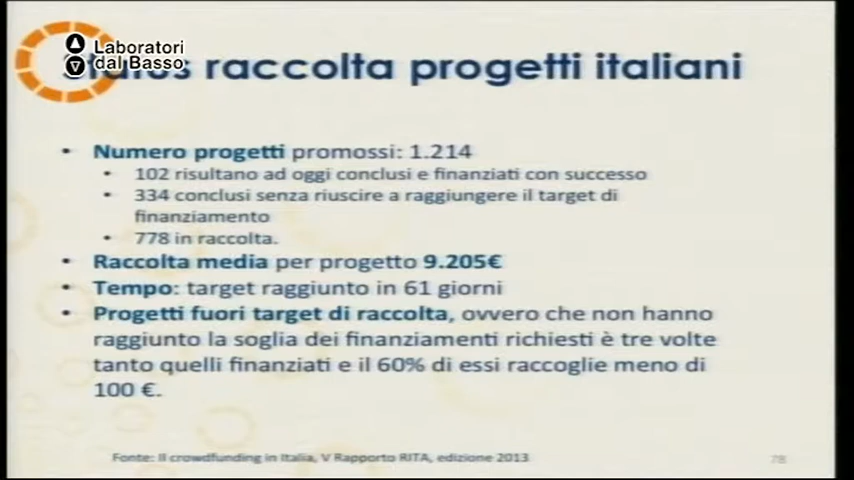 Laboratori
dal Basso
Status raccolta progetti italiani
• Numero progetti promossi: 1.214
• 102 risultano ad oggi conclusi e finanziati con successo
• 334 conclusi senza riuscire a raggiungere il target di
finanziamento
• 778 in raccolta.
• Raccolta media per progetto 9.205€
• Tempo: target raggiunto in 61 giorni
• Progetti fuori target di raccolta, ovvero che non hanno
raggiunto la soglia dei finanziamenti richiesti è tre volte
tanto quelli finanziati e il 60% di essi raccoglie meno di
100 €.
Fonte: Il crowdfunding in Italia, V Rapporto RITA, edizione 2013
78